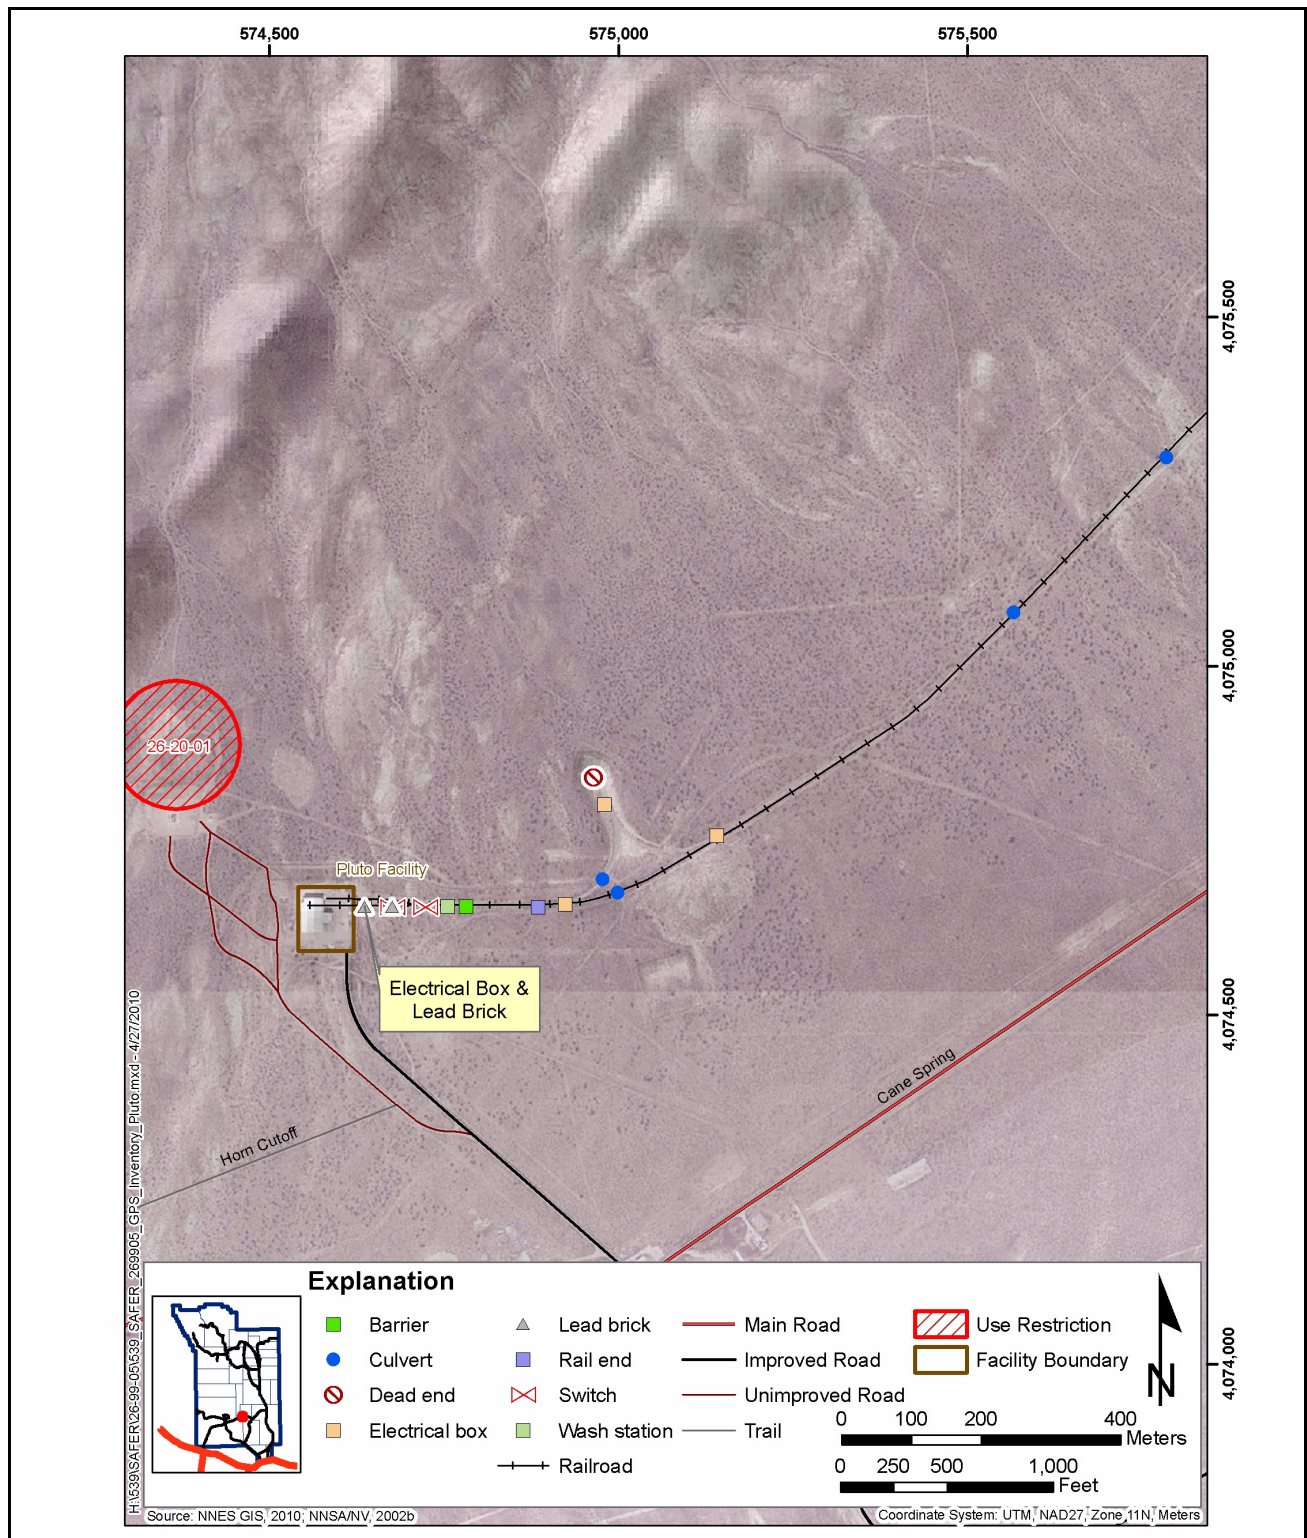 574,500
575,000
575,500
4,075,500
4,075,000
4,074,500
4,074,000
26-20-01
Pluto Facility
Electrical Box &
Lead Brick
Cane Spring
Horn Cutoff
H:\539\SAFER\26-99-05\539_SAFER_269905_GPS_Inventory_Pluto.mxd - 4/27/2010
Explanation
Barrier
Culvert
Dead end
Electrical box
Lead brick
Rail end
Switch
Wash station
Railroad
Main Road
Improved Road
Unimproved Road
Trail
Use Restriction
Facility Boundary
0 100 200 400
Meters
0 250 500 1,000
Feet
N
Source: NNES GIS, 2010; NNSA/NV, 2002b
Coordinate System: UTM, NAD27, Zone 11N, Meters